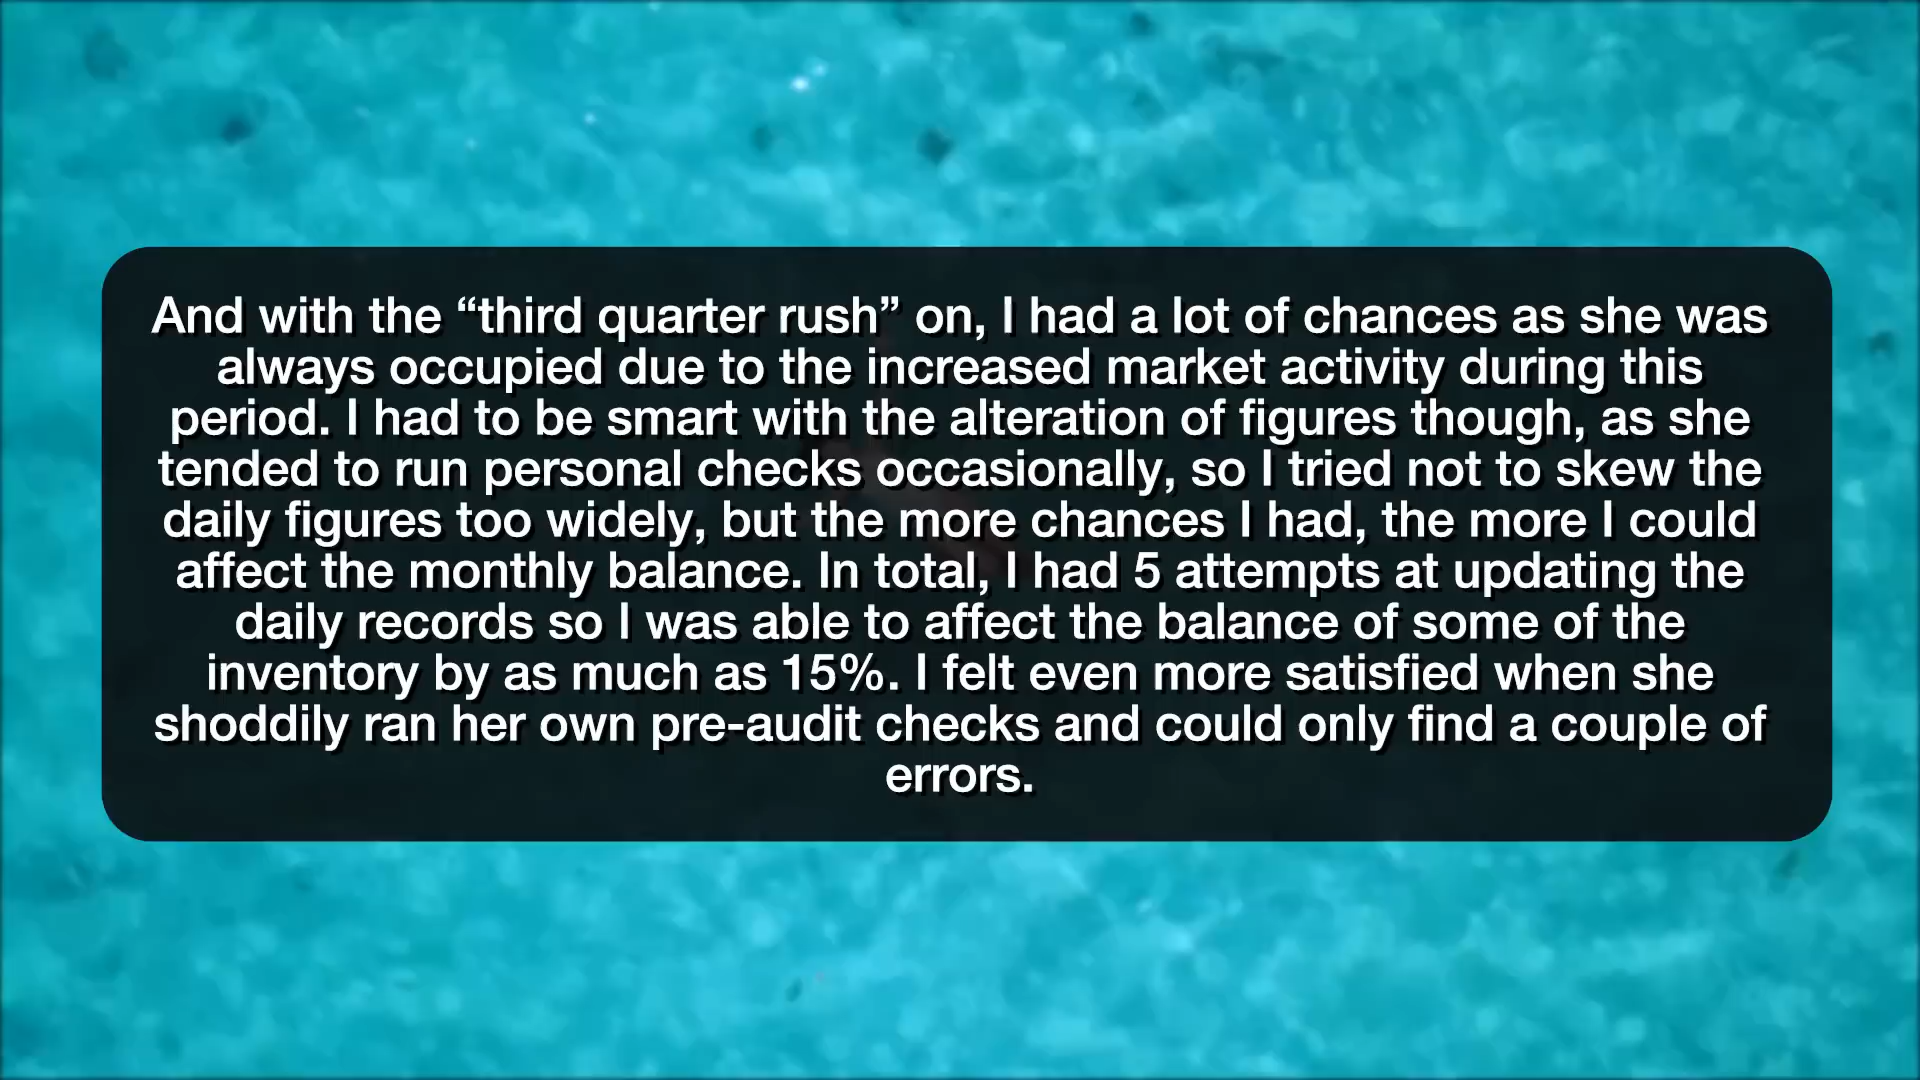 And with the “third quarter rush” on, I had a lot of chances as she was
always occupied due to the increased market activity during this
period. I had to be smart with the alteration of figures though, as she
tended to run personal checks occasionally, so I tried not to skew the
daily figures too widely, but the more chances I had, the more I could
affect the monthly balance. In total, I had 5 attempts at updating the
daily records so I was able to affect the balance of some of the
inventory by as much as 15%. I felt even more satisfied when she
shoddily ran her own pre-audit checks and could only find a couple of
errors.